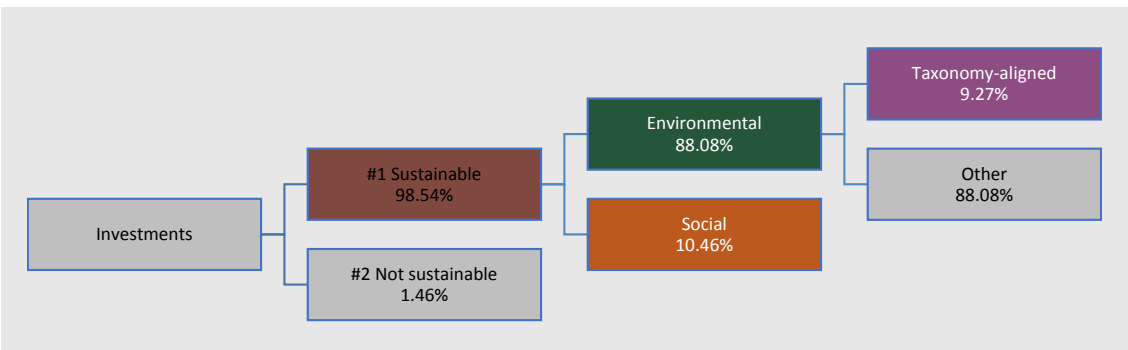 Investments
#1 Sustainable
98.54%
#2 Not sustainable
1.46%
Environmental
88.08%
Social
10.46%
Taxonomy-aligned
9.27%
Other
88.08%